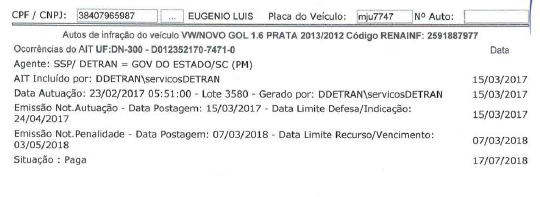 CPF / CNPJ: 38407965987 ... EUGENIO LUIS Placa do Veículo: mju7747 Nº Auto:
Autos de infração do veículo VW/NOVO GOL 1.6 PRATA 2013/2012 Código RENAINF: 2591887977
Ocorrências do AIT UF:DN-300 - D012352170-7471-0 Data
Agente: SSP/ DETRAN = GOV DO ESTADO/SC (PM)
AIT Incluído por: DDETRAN\servicosDETRAN 15/03/2017
Data Autuação: 23/02/2017 05:51:00 - Lote 3580 - Gerado por: DDETRAN\servicosDETRAN 15/03/2017
Emissão Not.Autuação - Data Postagem: 15/03/2017 - Data Limite Defesa/Indicação: 15/03/2017
24/04/2017
Emissão Not.Penalidade - Data Postagem: 07/03/2018 - Data Limite Recurso/Vencimento: 07/03/2018
03/05/2018
Situação : Paga 17/07/2018